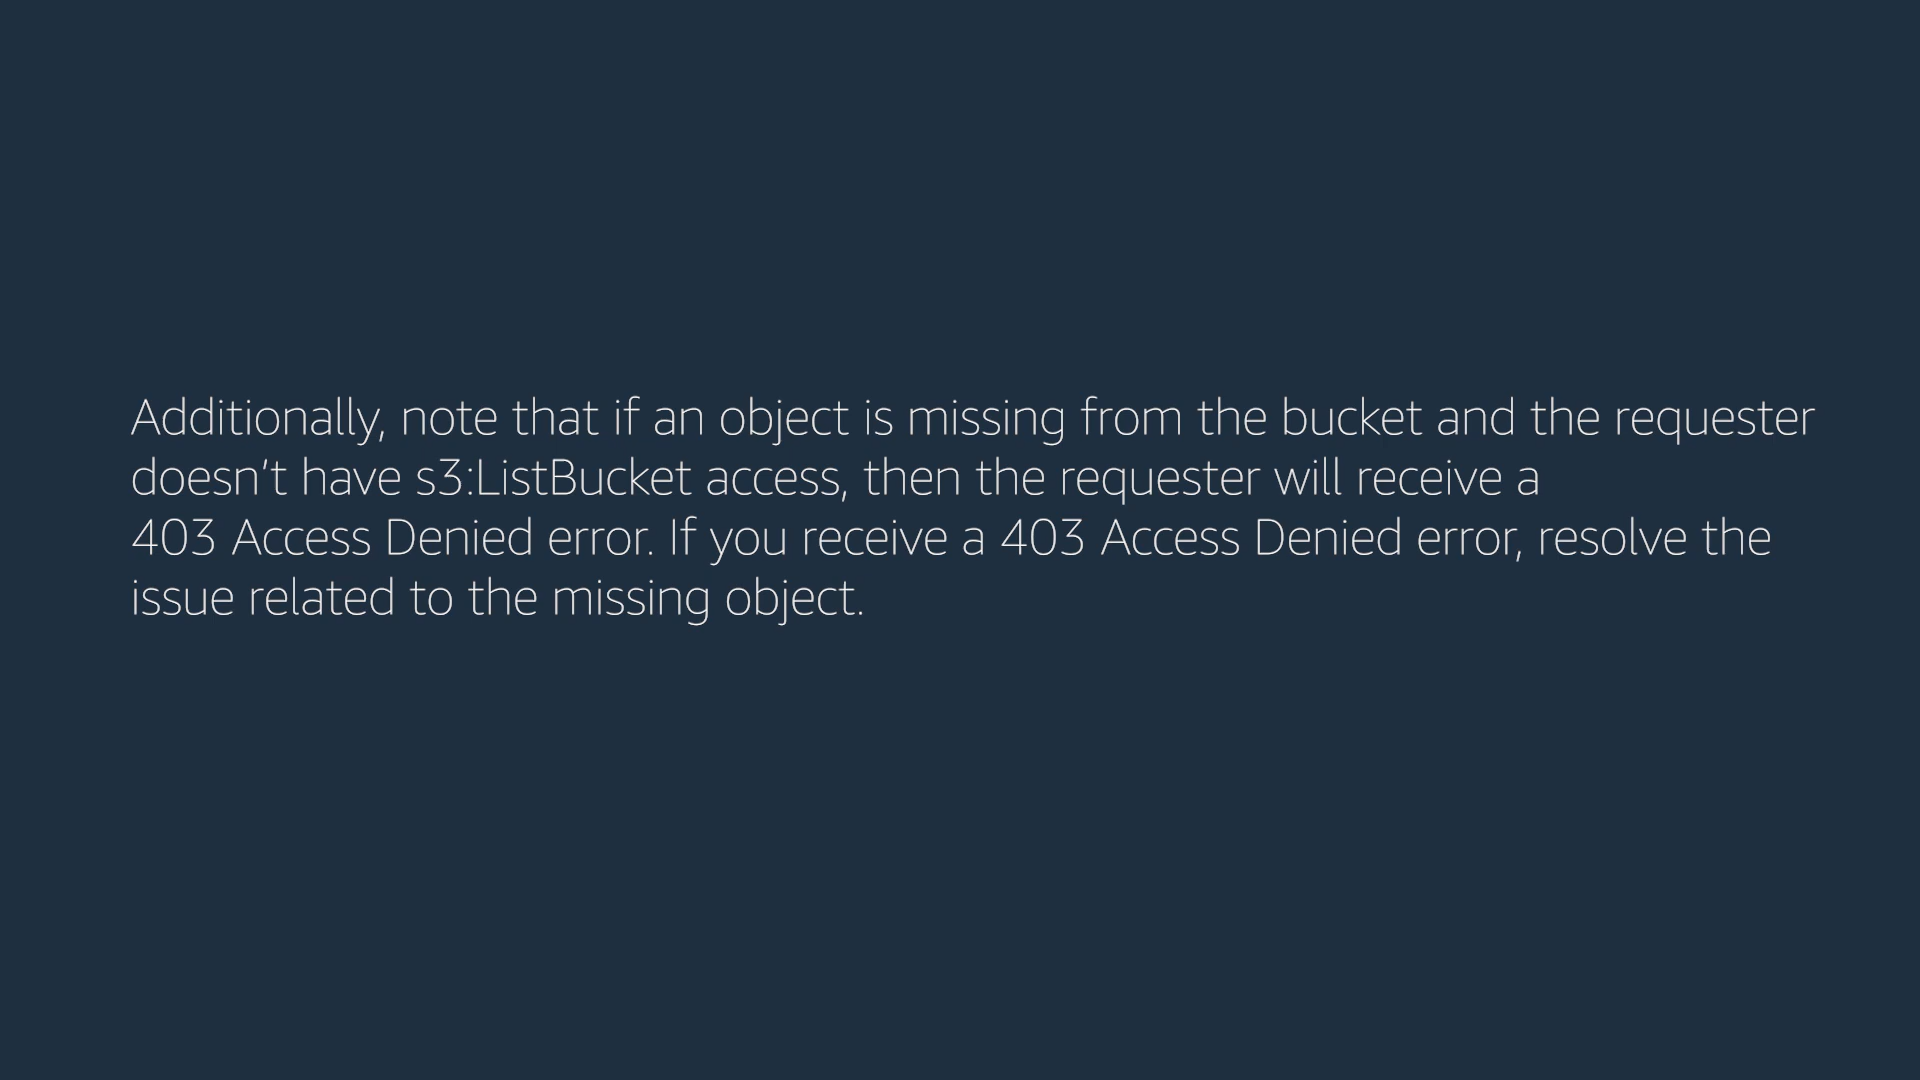 Additionally, note that if an object is missing from the bucket and the requester
doesn’t have s3:ListBucket access, then the requester will receive a
403 Access Denied error. If you receive a 403 Access Denied error, resolve the
issue related to the missing object.